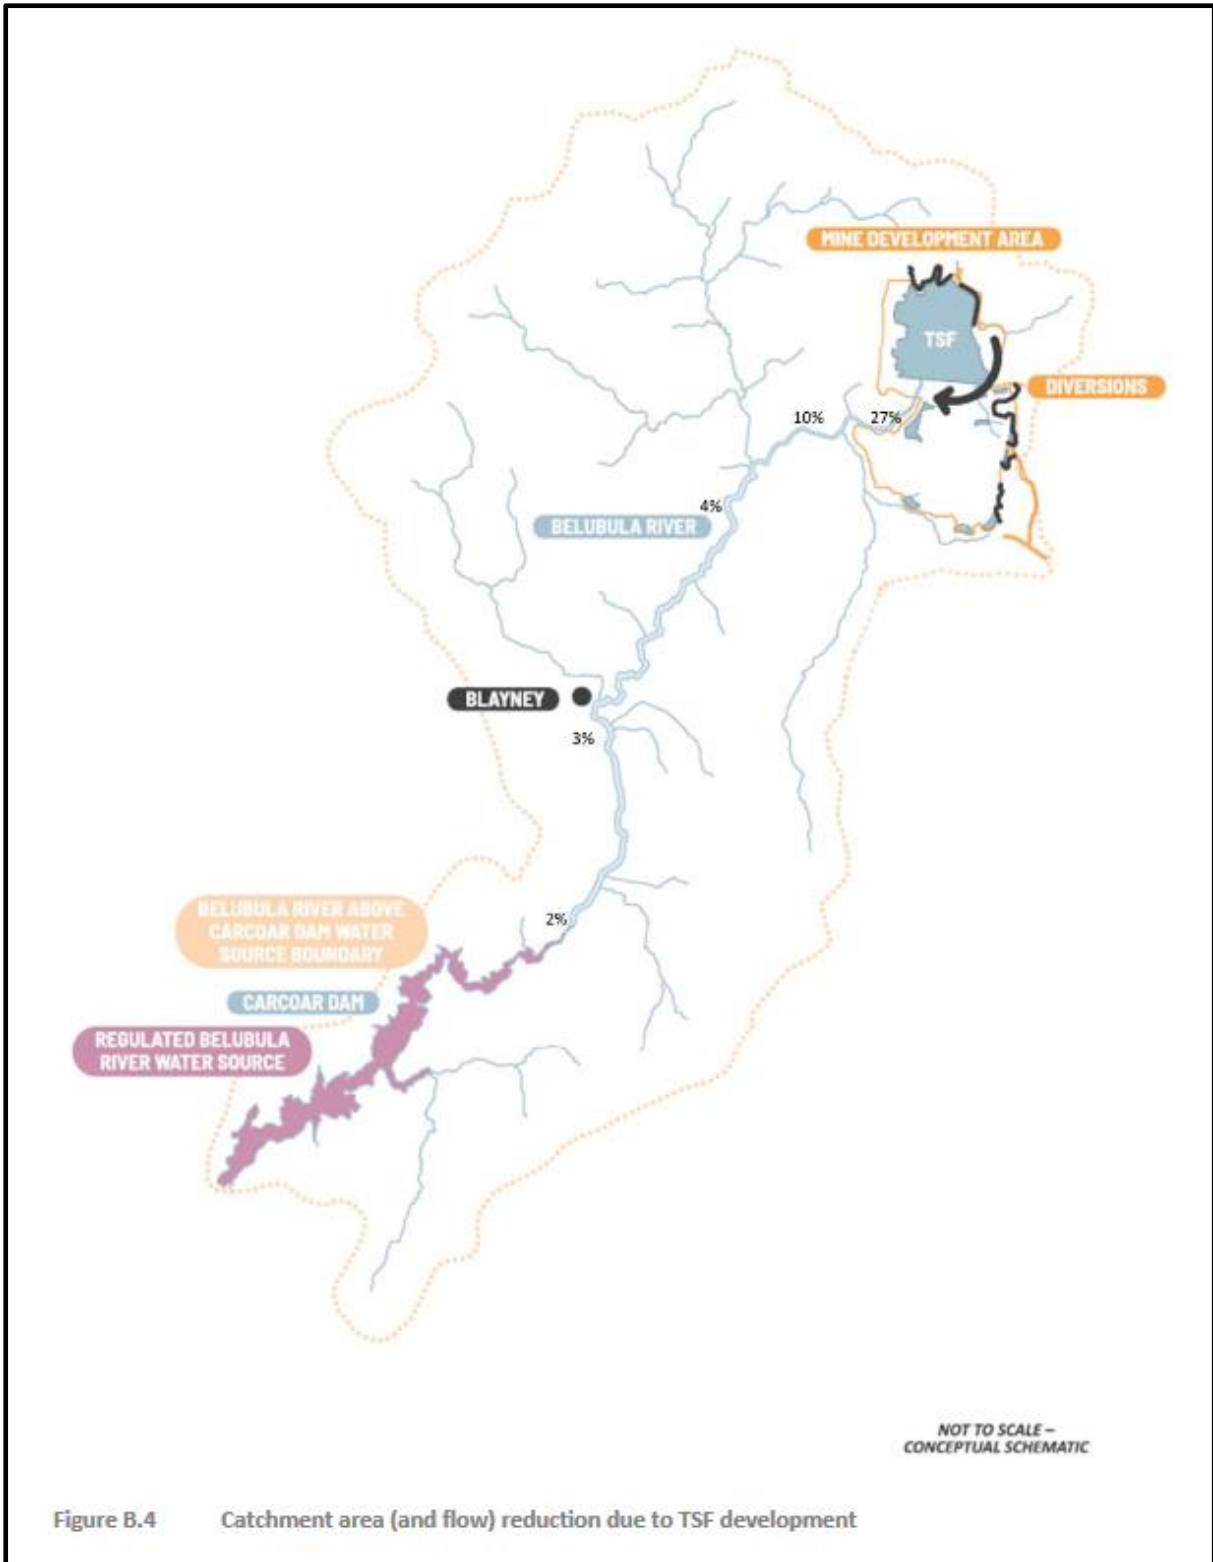 MINE DEVELOPMENT AREA
TSF
DIVERSIONS
10%
27%
4%
BELUBULA RIVER
BLAYNEY
3%
2%
BELUBULA RIVER ABOVE
CARCOAR DAM WATER
SOURCE BOUNDARY
CARCOAR DAM
REGULATED BELUBULA
RIVER WATER SOURCE
NOT TO SCALE –
CONCEPTUAL SCHEMATIC
Figure B.4 Catchment area (and flow) reduction due to TSF development